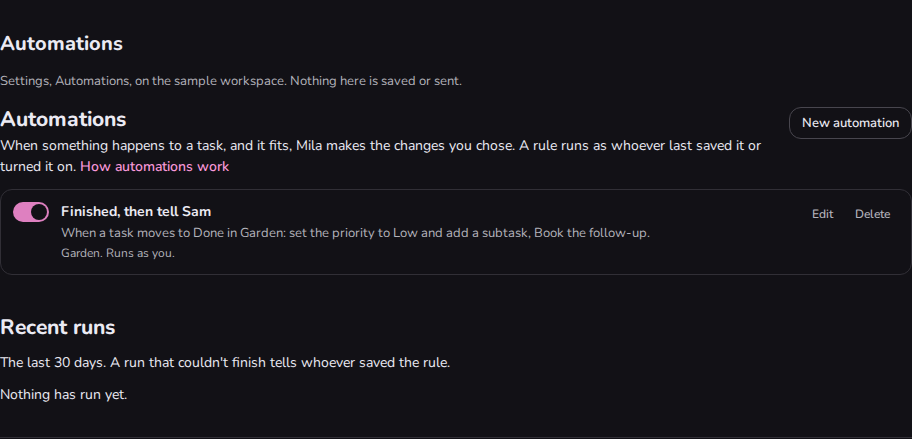 Automations
Settings, Automations, on the sample workspace. Nothing here is saved or sent.
Automations
New automation
When something happens to a task, and it fits, Mila makes the changes you chose. A rule runs as whoever last saved it or
turned it on. How automations work
Finished, then tell Sam
Edit
Delete
When a task moves to Done in Garden: set the priority to Low and add a subtask, Book the follow-up.
Garden. Runs as you.
Recent runs
The last 30 days. A run that couldn't finish tells whoever saved the rule.
Nothing has run yet.